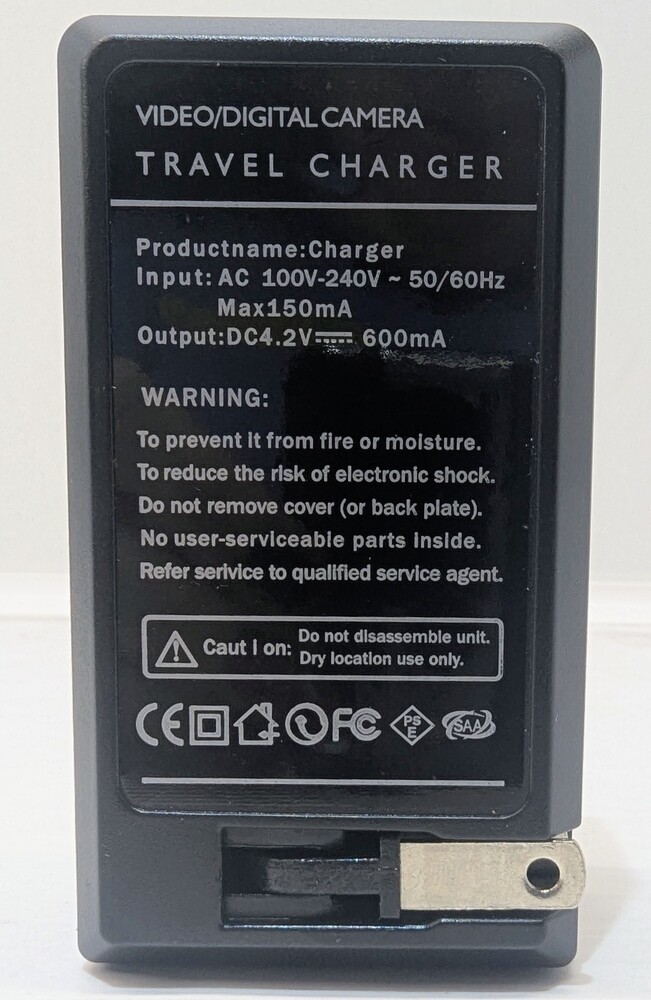 VIDEO/DIGITAL CAMERA
TRAVEL CHARGER
Productname:Charger
Input: AC 100V-240V ~ 50/60Hz
Max150mA
Output:DC4.2V⎓ 600mA
WARNING:
To prevent it from fire or moisture.
To reduce the risk of electronic shock.
Do not remove cover (or back plate).
No user-serviceable parts inside.
Refer serivice to qualified service agent.
Caut I on: Do not disassemble unit.
Dry location use only.
CE FC PS E SAA